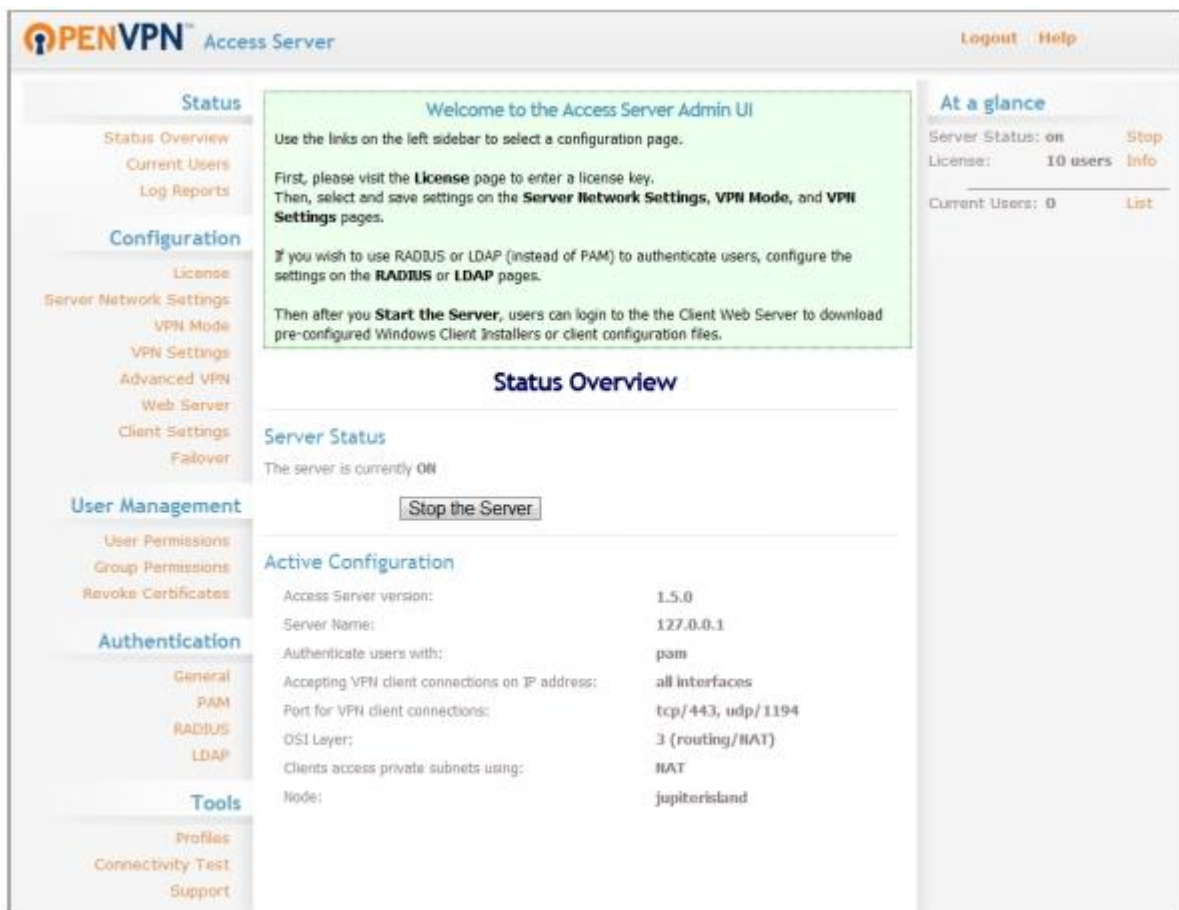 OPENVPN™ Access Server
Logout Help
Status
Status Overview
Current Users
Log Reports
Configuration
License
Server Network Settings
VPN Mode
VPN Settings
Advanced VPN
Web Server
Client Settings
Failover
User Management
User Permissions
Group Permissions
Revoke Certificates
Authentication
General
PAM
RADIUS
LDAP
Tools
Profiles
Connectivity Test
Support
Welcome to the Access Server Admin UI
Use the links on the left sidebar to select a configuration page.
First, please visit the License page to enter a license key.
Then, select and save settings on the Server Network Settings, VPN Mode, and VPN
Settings pages.
If you wish to use RADIUS or LDAP (instead of PAM) to authenticate users, configure the
settings on the RADIUS or LDAP pages.
Then after you Start the Server, users can login to the the Client Web Server to download
pre-configured Windows Client Installers or client configuration files.
Status Overview
Server Status
The server is currently ON
Stop the Server
Active Configuration
Access Server version: 1.5.0
Server Name: 127.0.0.1
Authenticate users with: pam
Accepting VPN client connections on IP address: all interfaces
Port for VPN client connections: tcp/443, udp/1194
OSI Layer: 3 (routing/NAT)
Clients access private subnets using: NAT
Node: jupiterisland
At a glance
Server Status: on Stop
License: 10 users Info
Current Users: 0 List